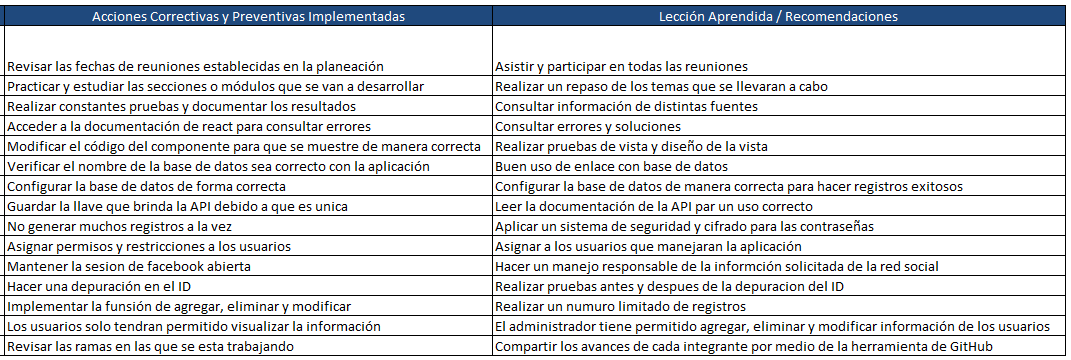 Acciones Correctivas y Preventivas Implementadas Lección Aprendida / Recomendaciones
Revisar las fechas de reuniones establecidas en la planeación Asistir y participar en todas las reuniones
Practicar y estudiar las secciones o módulos que se van a desarrollar Realizar un repaso de los temas que se llevaran a cabo
Realizar constantes pruebas y documentar los resultados Consultar información de distintas fuentes
Acceder a la documentación de react para consultar errores Consultar errores y soluciones
Modificar el código del componente para que se muestre de manera correcta Realizar pruebas de vista y diseño de la vista
Verificar el nombre de la base de datos sea correcto con la aplicación Buen uso de enlace con base de datos
Configurar la base de datos de forma correcta Configurar la base de datos de manera correcta para hacer registros exitosos
Guardar la llave que brinda la API debido a que es unica Leer la documentación de la API par un uso correcto
No generar muchos registros a la vez Aplicar un sistema de seguridad y cifrado para las contraseñas
Asignar permisos y restricciones a los usuarios Asignar a los usuarios que manejaran la aplicación
Mantener la sesion de facebook abierta Hacer un manejo responsable de la informción solicitada de la red social
Hacer una depuración en el ID Realizar pruebas antes y despues de la depuracion del ID
Implementar la funsión de agregar, eliminar y modificar Realizar un numuro limitado de registros
Los usuarios solo tendran permitido visualizar la información El administrador tiene permitido agregar, eliminar y modificar información de los usuarios
Revisar las ramas en las que se esta trabajando Compartir los avances de cada integrante por medio de la herramienta de GitHub